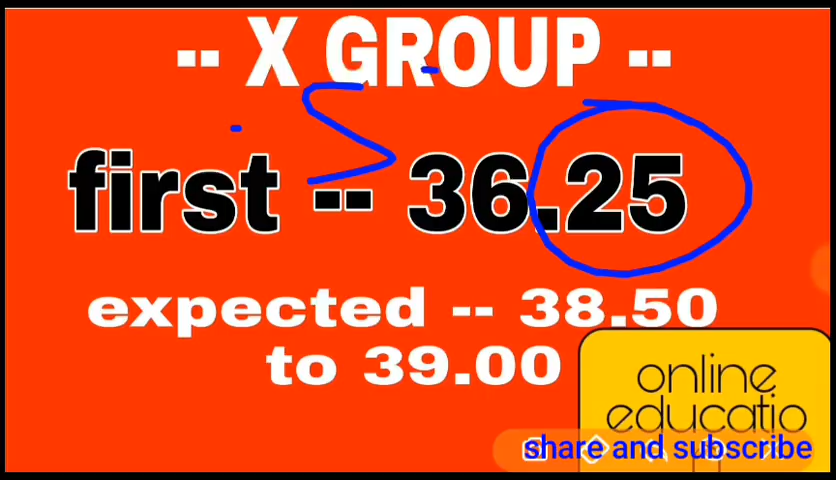 -- X GROUP --
first -- 36.25
expected -- 38.50
to 39.00
online
educatio
share and subscribe